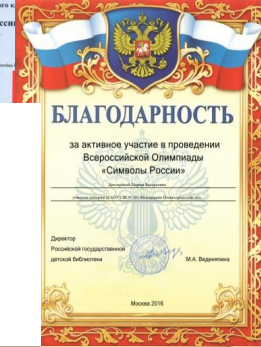 БЛАГОДАРНОСТЬ
за активное участие в проведении
Всероссийской Олимпиады
«Символы России»
Директор
Российской государственной
детской библиотеки М.А. Веденяпина
Москва 2016